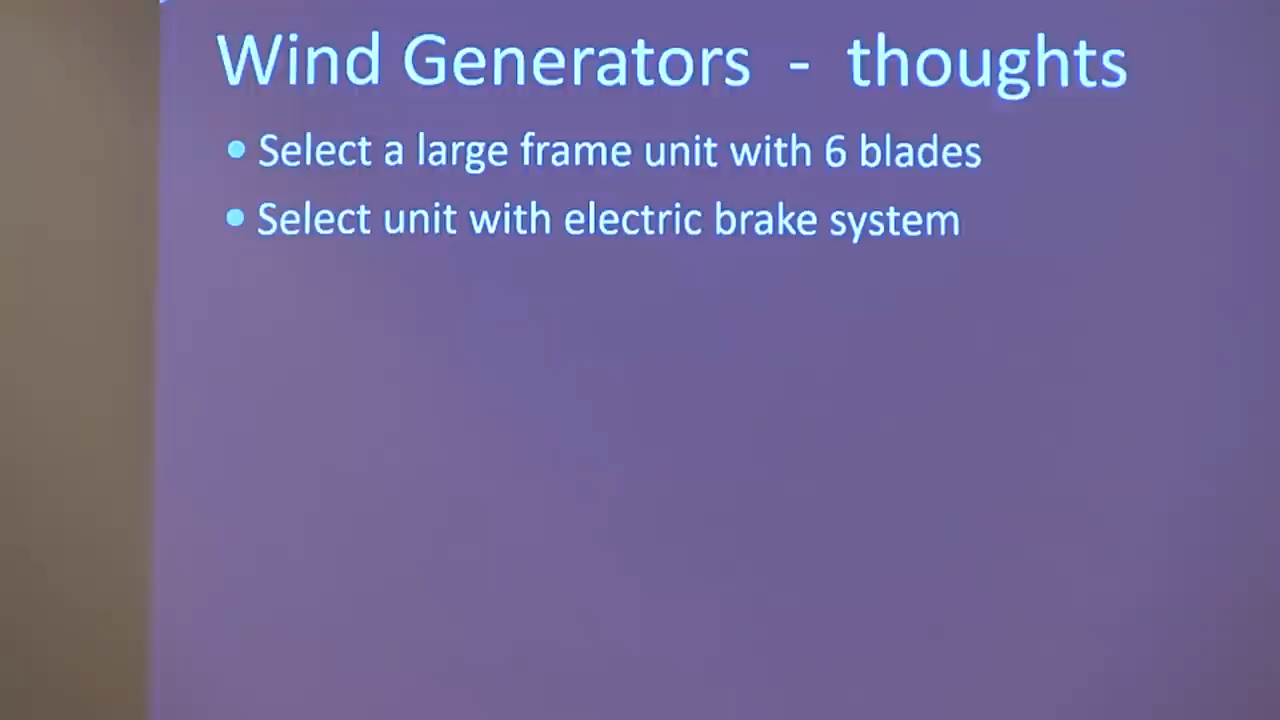 Wind Generators - thoughts
• Select a large frame unit with 6 blades
• Select unit with electric brake system